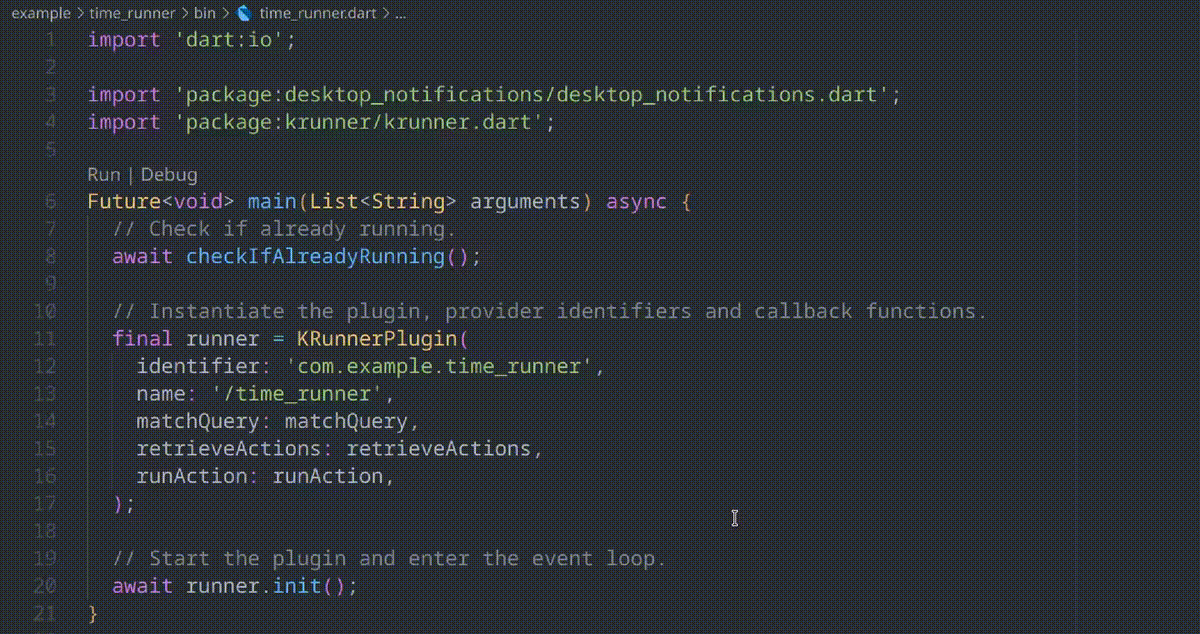 example > time_runner > bin > time_runner.dart > ...
1 import 'dart:io';
2
3 import 'package:desktop_notifications/desktop_notifications.dart';
4 import 'package:krunner/krunner.dart';
5
Run | Debug
6 Future<void> main(List<String> arguments) async {
7   // Check if already running.
8   await checkIfAlreadyRunning();
9
10   // Instantiate the plugin, provider identifiers and callback functions.
11   final runner = KRunnerPlugin(
12     identifier: 'com.example.time_runner',
13     name: '/time_runner',
14     matchQuery: matchQuery,
15     retrieveActions: retrieveActions,
16     runAction: runAction,
17   );
18
19   // Start the plugin and enter the event loop.
20   await runner.init();
21 }